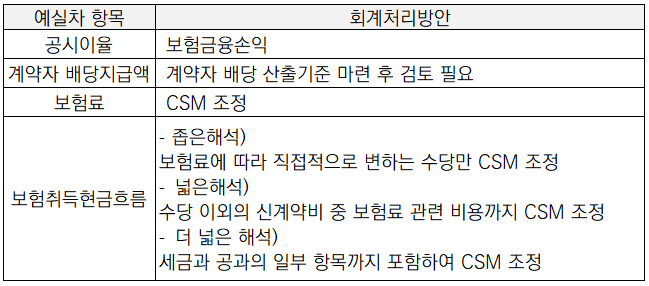 예실차 항목 회계처리방안
공시이율 보험금융손익
계약자 배당지급액 계약자 배당 산출기준 마련 후 검토 필요
보험료 CSM 조정
보험취득현금흐름
- 좁은해석)
보험료에 따라 직접적으로 변하는 수당만 CSM 조정
- 넓은해석)
수당 이외의 신계약비 중 보험료 관련 비용까지 CSM 조정
- 더 넓은 해석)
세금과 공과의 일부 항목까지 포함하여 CSM 조정